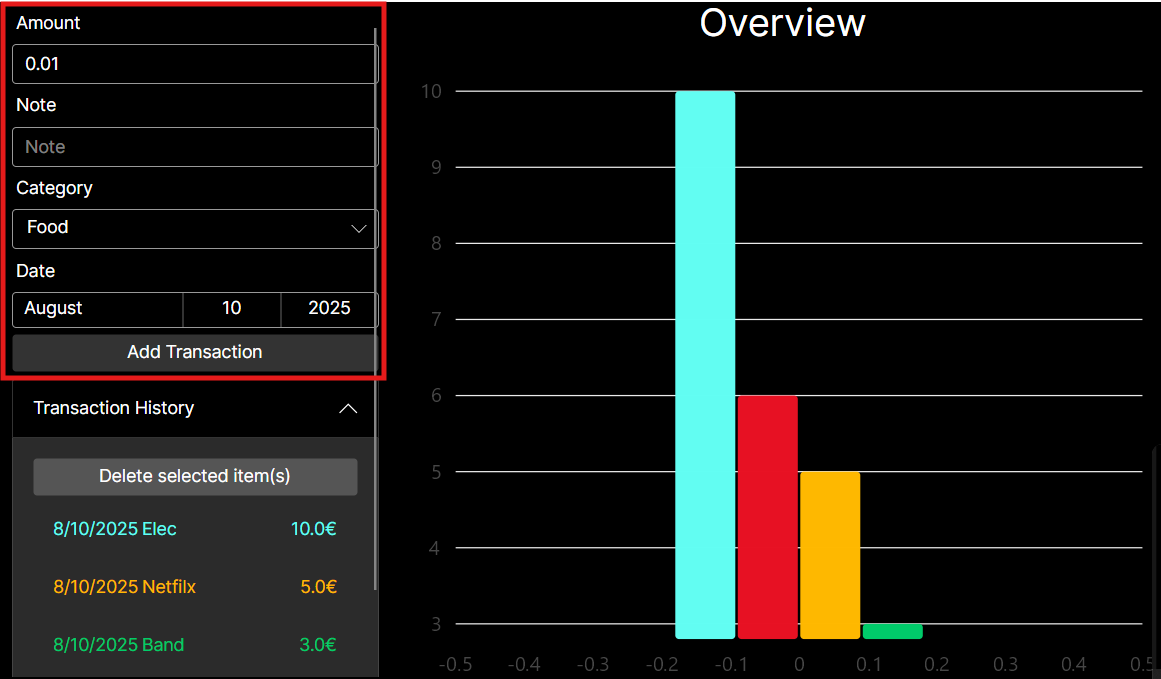 Amount
0.01
Note
Note
Category
Food
Date
August 10 2025
Add Transaction
Transaction History
Delete selected item(s)
8/10/2025 Elec 10.0€
8/10/2025 Netfilx 5.0€
8/10/2025 Band 3.0€
Overview
10
9
8
7
6
5
4
3
-0.5 -0.4 -0.3 -0.2 -0.1 0 0.1 0.2 0.3 0.4 0.5